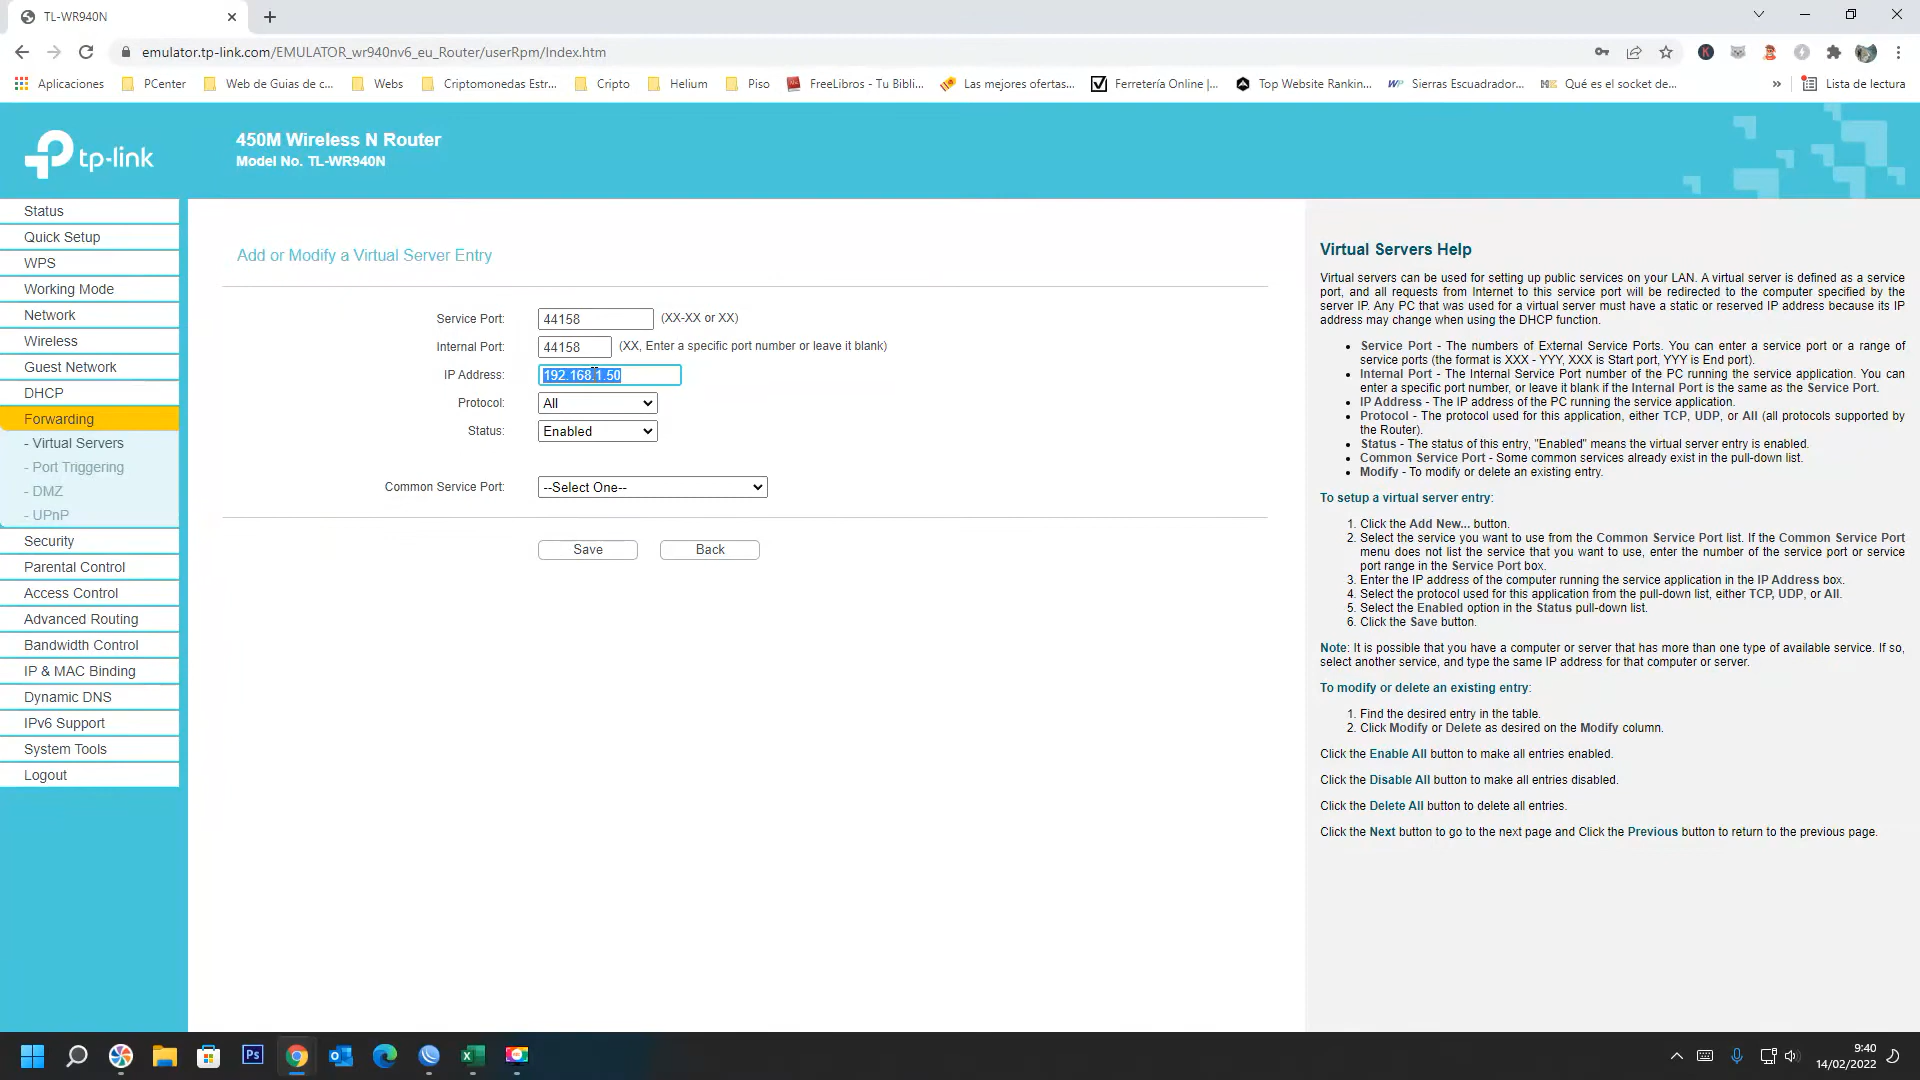 TL-WR940N
emulator.tp-link.com/EMULATOR_wr940nv6_eu_Router/userRpm/Index.htm
Aplicaciones PCenter Web de Guias de c... Webs Criptomonedas Estr... Cripto Helium Piso FreeLibros - Tu Bibli... Las mejores ofertas... Ferretería Online |... Top Website Rankin... Sierras Escuadrador... Qué es el socket de... » Lista de lectura
tp-link
450M Wireless N Router
Model No. TL-WR940N
Status
Quick Setup
WPS
Working Mode
Network
Wireless
Guest Network
DHCP
Forwarding
- Virtual Servers
- Port Triggering
- DMZ
- UPnP
Security
Parental Control
Access Control
Advanced Routing
Bandwidth Control
IP & MAC Binding
Dynamic DNS
IPv6 Support
System Tools
Logout
Add or Modify a Virtual Server Entry
Service Port: 44158 (XX-XX or XX)
Internal Port: 44158 (XX, Enter a specific port number or leave it blank)
IP Address: 192.168.1.50
Protocol: All
Status: Enabled
Common Service Port: --Select One--
Save Back
Virtual Servers Help
Virtual servers can be used for setting up public services on your LAN. A virtual server is defined as a service
port, and all requests from Internet to this service port will be redirected to the computer specified by the
server IP. Any PC that was used for a virtual server must have a static or reserved IP address because its IP
address may change when using the DHCP function.
• Service Port - The numbers of External Service Ports. You can enter a service port or a range of
service ports (the format is XXX - YYY, XXX is Start port, YYY is End port).
• Internal Port - The Internal Service Port number of the PC running the service application. You can
enter a specific port number, or leave it blank if the Internal Port is the same as the Service Port.
• IP Address - The IP address of the PC running the service application.
• Protocol - The protocol used for this application, either TCP, UDP, or All (all protocols supported by
the Router).
• Status - The status of this entry, "Enabled" means the virtual server entry is enabled.
• Common Service Port - Some common services already exist in the pull-down list.
• Modify - To modify or delete an existing entry.
To setup a virtual server entry:
1. Click the Add New... button.
2. Select the service you want to use from the Common Service Port list. If the Common Service Port
menu does not list the service that you want to use, enter the number of the service port or service
port range in the Service Port box.
3. Enter the IP address of the computer running the service application in the IP Address box.
4. Select the protocol used for this application from the pull-down list, either TCP, UDP, or All.
5. Select the Enabled option in the Status pull-down list.
6. Click the Save button.
Note: It is possible that you have a computer or server that has more than one type of available service. If so,
select another service, and type the same IP address for that computer or server.
To modify or delete an existing entry:
1. Find the desired entry in the table.
2. Click Modify or Delete as desired on the Modify column.
Click the Enable All button to make all entries enabled.
Click the Disable All button to make all entries disabled.
Click the Delete All button to delete all entries.
Click the Next button to go to the next page and Click the Previous button to return to the previous page.
Ps
9:40
14/02/2022